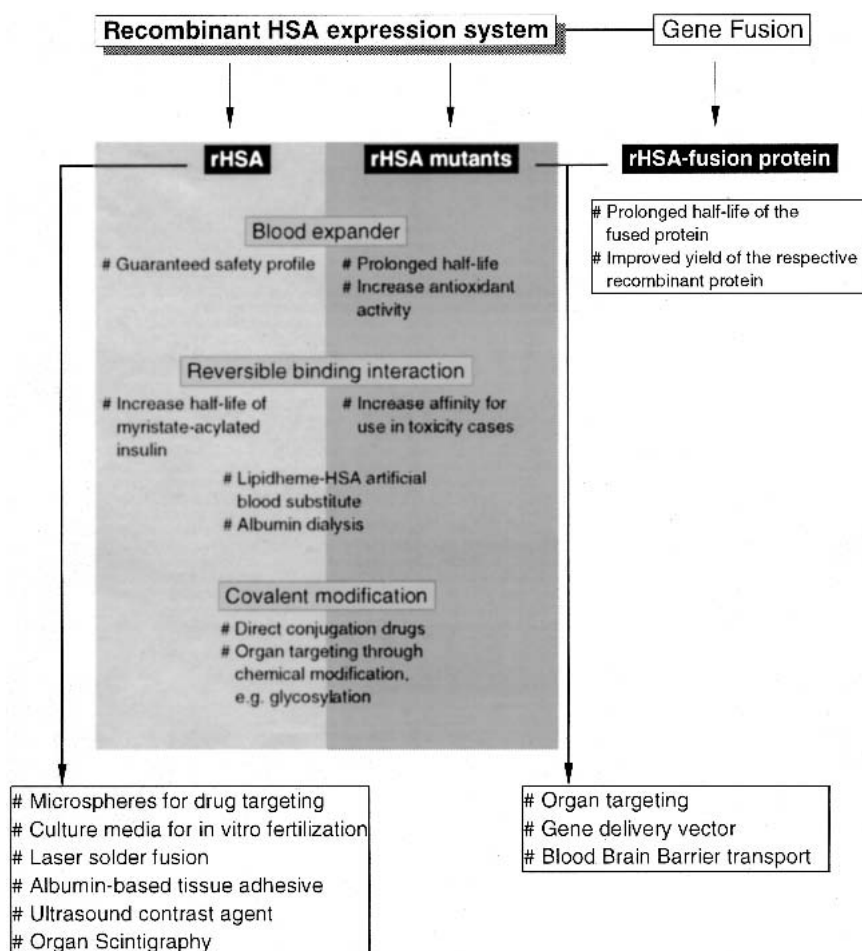 Recombinant HSA expression system
Gene Fusion
rHSA
rHSA mutants
rHSA-fusion protein
# Prolonged half-life of the
fused protein
# Improved yield of the respective
recombinant protein
Blood expander
# Guaranteed safety profile
# Prolonged half-life
# Increase antioxidant
activity
Reversible binding interaction
# Increase half-life of
myristate-acylated
insulin
# Increase affinity for
use in toxicity cases
# Lipidheme-HSA artificial
blood substitute
# Albumin dialysis
Covalent modification
# Direct conjugation drugs
# Organ targeting through
chemical modification,
e.g. glycosylation
# Microspheres for drug targeting
# Culture media for in vitro fertilization
# Laser solder fusion
# Albumin-based tissue adhesive
# Ultrasound contrast agent
# Organ Scintigraphy
# Organ targeting
# Gene delivery vector
# Blood Brain Barrier transport